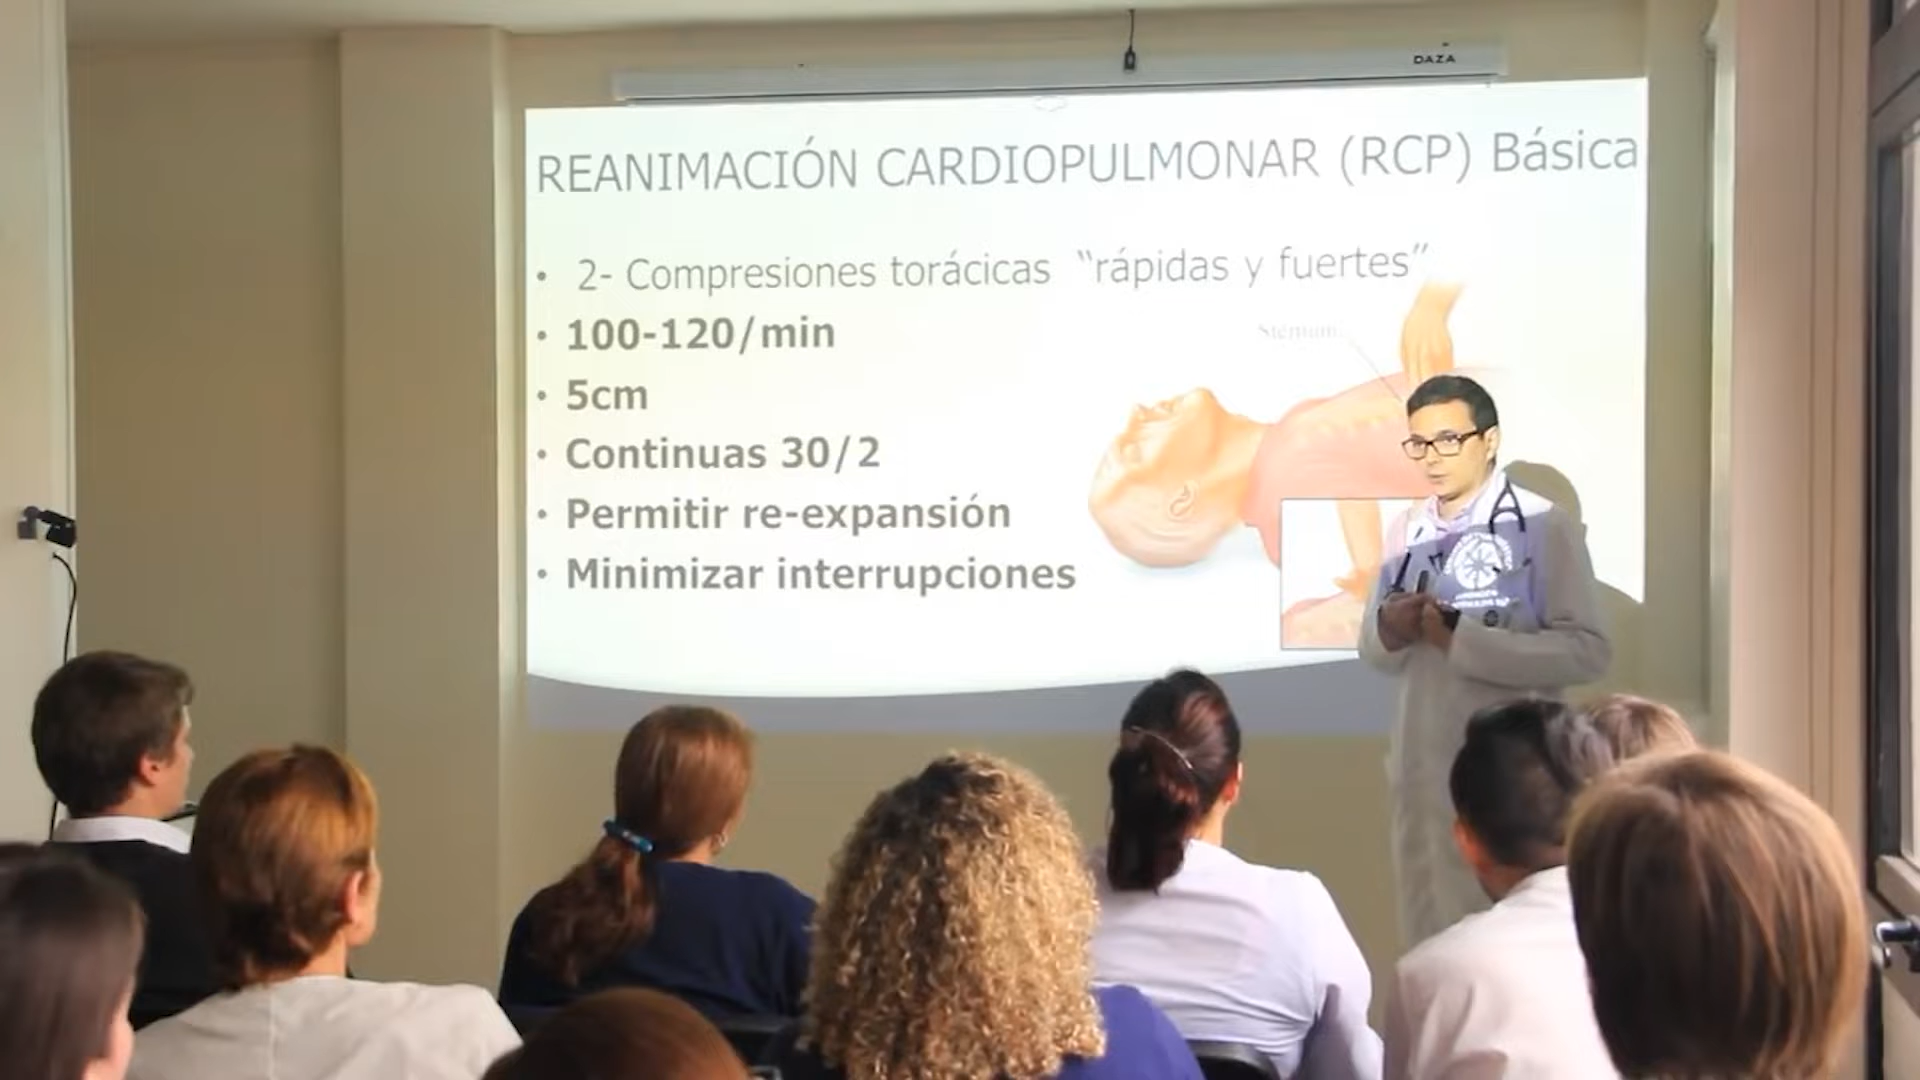 DAZA
REANIMACIÓN CARDIOPULMONAR (RCP) Básica
• 2- Compresiones torácicas “rápidas y fuertes”
• 100-120/min
• 5cm
• Continuas 30/2
• Permitir re-expansión
• Minimizar interrupciones